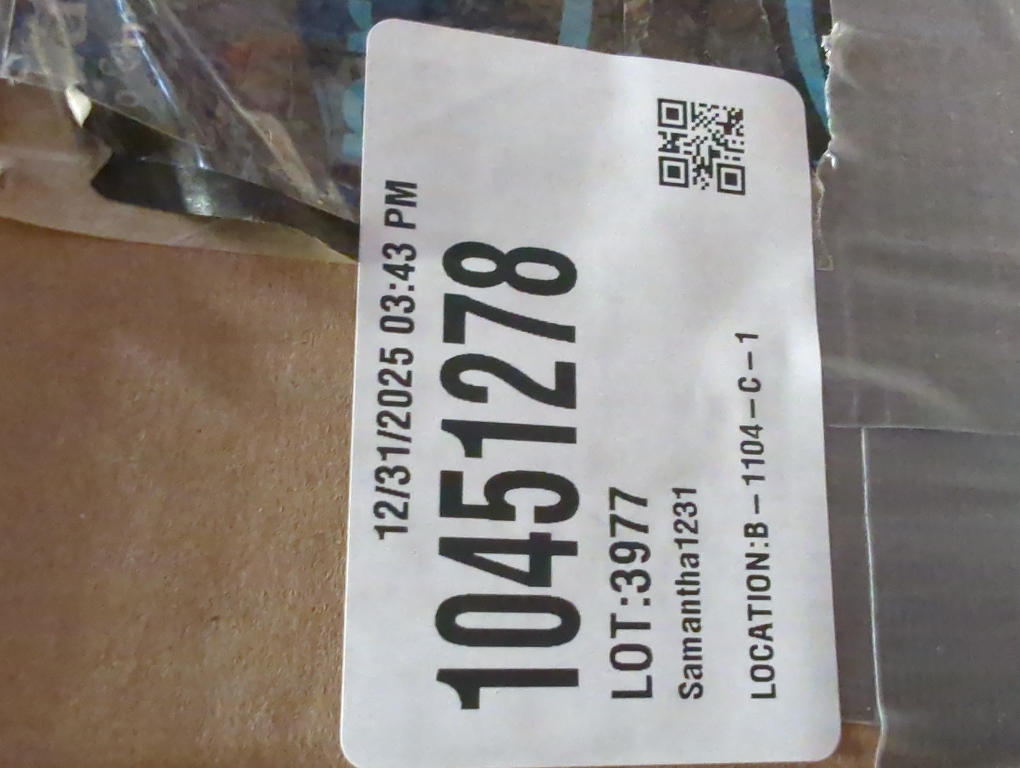 12/31/2025 03:43 PM
10451278
LOT:3977
Samantha1231
LOCATION:B-1104-C-1